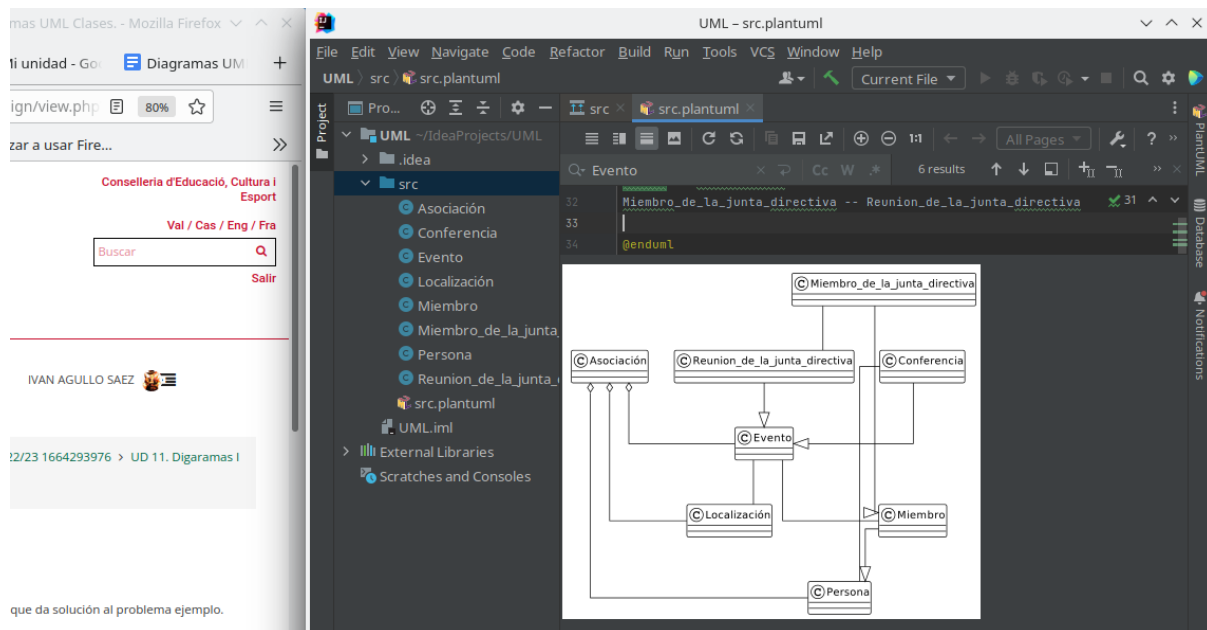 mas UML Clases. - Mozilla Firefox
Mi unidad - Go
Diagramas UM
ign/view.php
80%
zar a usar Fire...
Conselleria d'Educació, Cultura i
Esport
Val / Cas / Eng / Fra
Buscar
Salir
IVAN AGULLO SAEZ
22/23 1664293976 > UD 11. Digaramas I
que da solución al problema ejemplo.
UML – src.plantuml
File Edit View Navigate Code Refactor Build Run Tools VCS Window Help
UML src src.plantuml
Current File
Project
Pro...
src
src.plantuml
UML ~/IdeaProjects/UML
.idea
src
Asociación
Conferencia
Evento
Localización
Miembro
Miembro_de_la_junta_
Persona
Reunion_de_la_junta_
src.plantuml
UML.iml
External Libraries
Scratches and Consoles
1:1
All Pages
Evento
Cc W .*
6 results
32 Miembro_de_la_junta_directiva -- Reunion_de_la_junta_directiva
31
33
34 @enduml
C Miembro_de_la_junta_directiva
C Asociación
C Reunion_de_la_junta_directiva
C Conferencia
C Evento
C Localización
C Miembro
C Persona
PlantUML
Database
Notifications